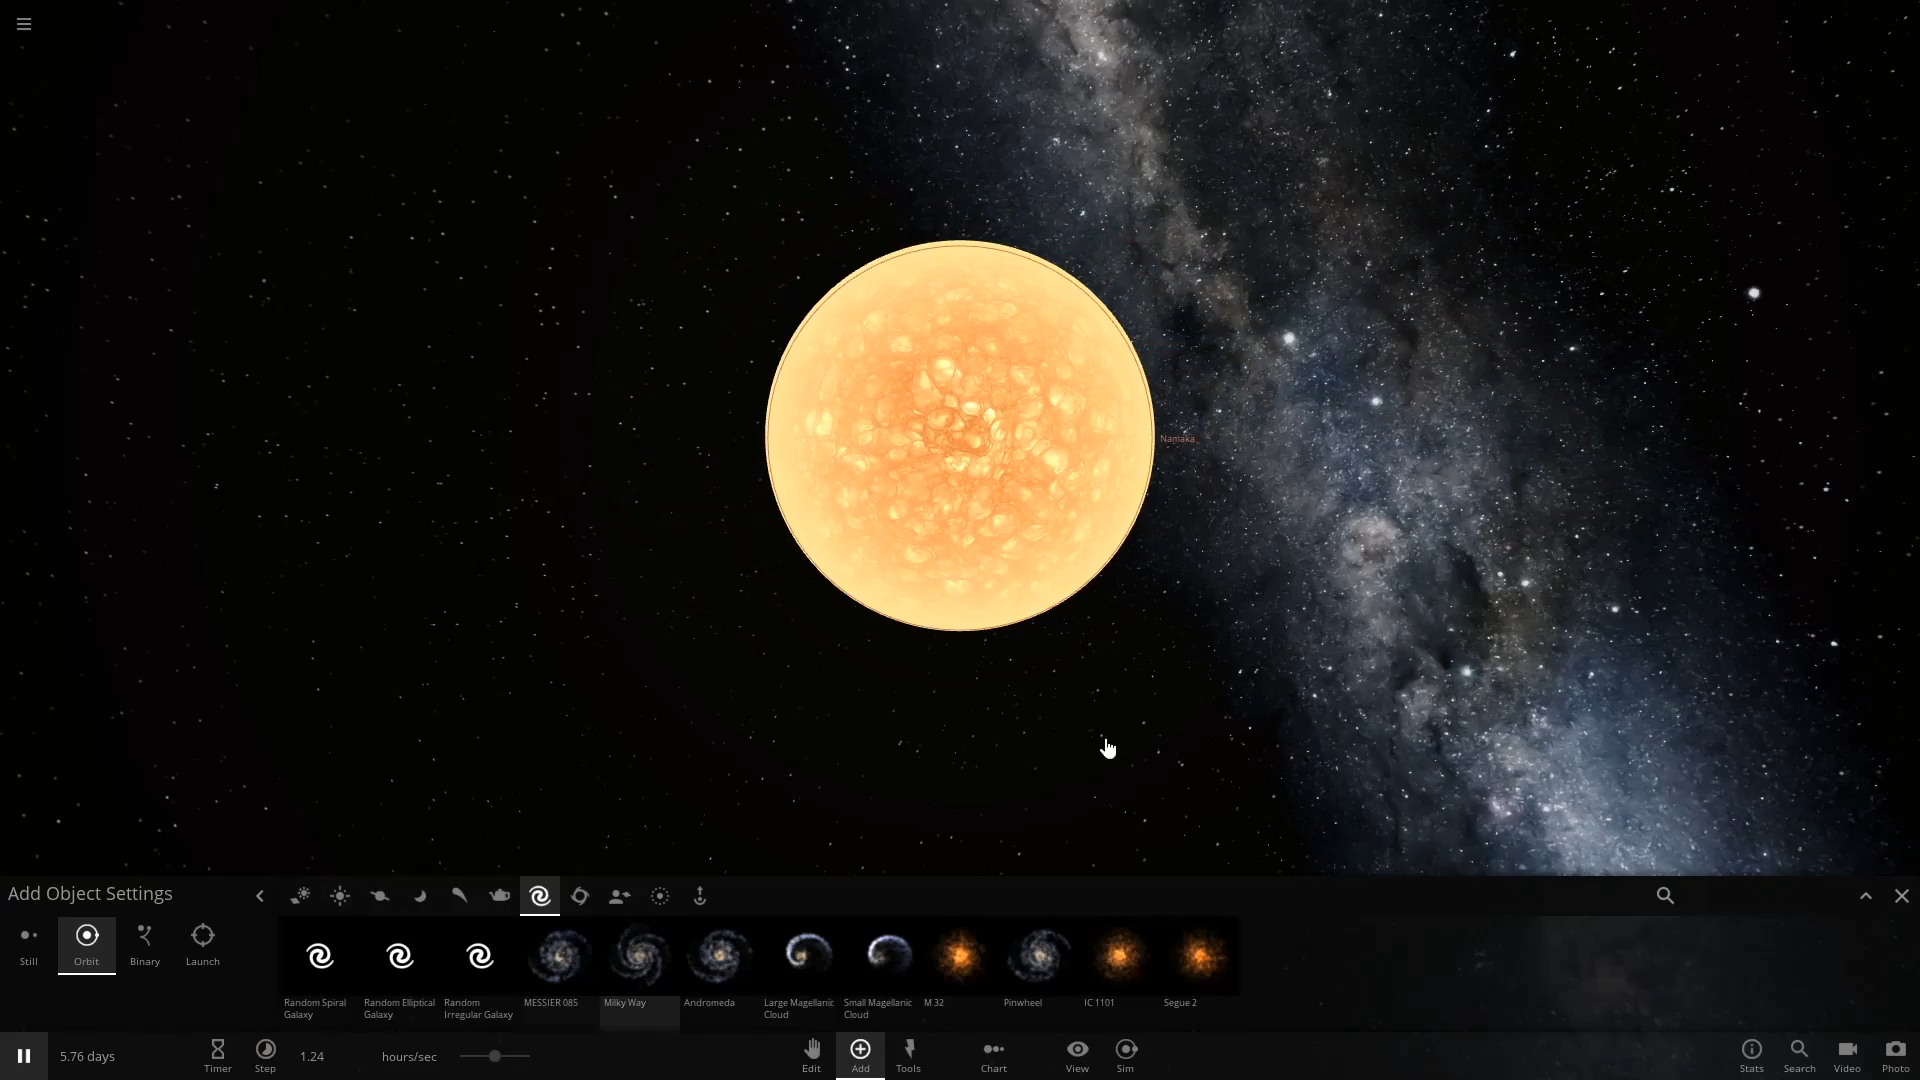 Namaka
Add Object Settings
Still
Orbit
Binary
Launch
Random Spiral
Galaxy
Random Elliptical
Galaxy
Random
Irregular Galaxy
MESSIER 085
Milky Way
Andromeda
Large Magellanic
Cloud
Small Magellanic
Cloud
M 32
Pinwheel
IC 1101
Segue 2
5.76 days
Timer
Step
1.24
hours/sec
Edit
Add
Tools
Chart
View
Sim
Stats
Search
Video
Photo